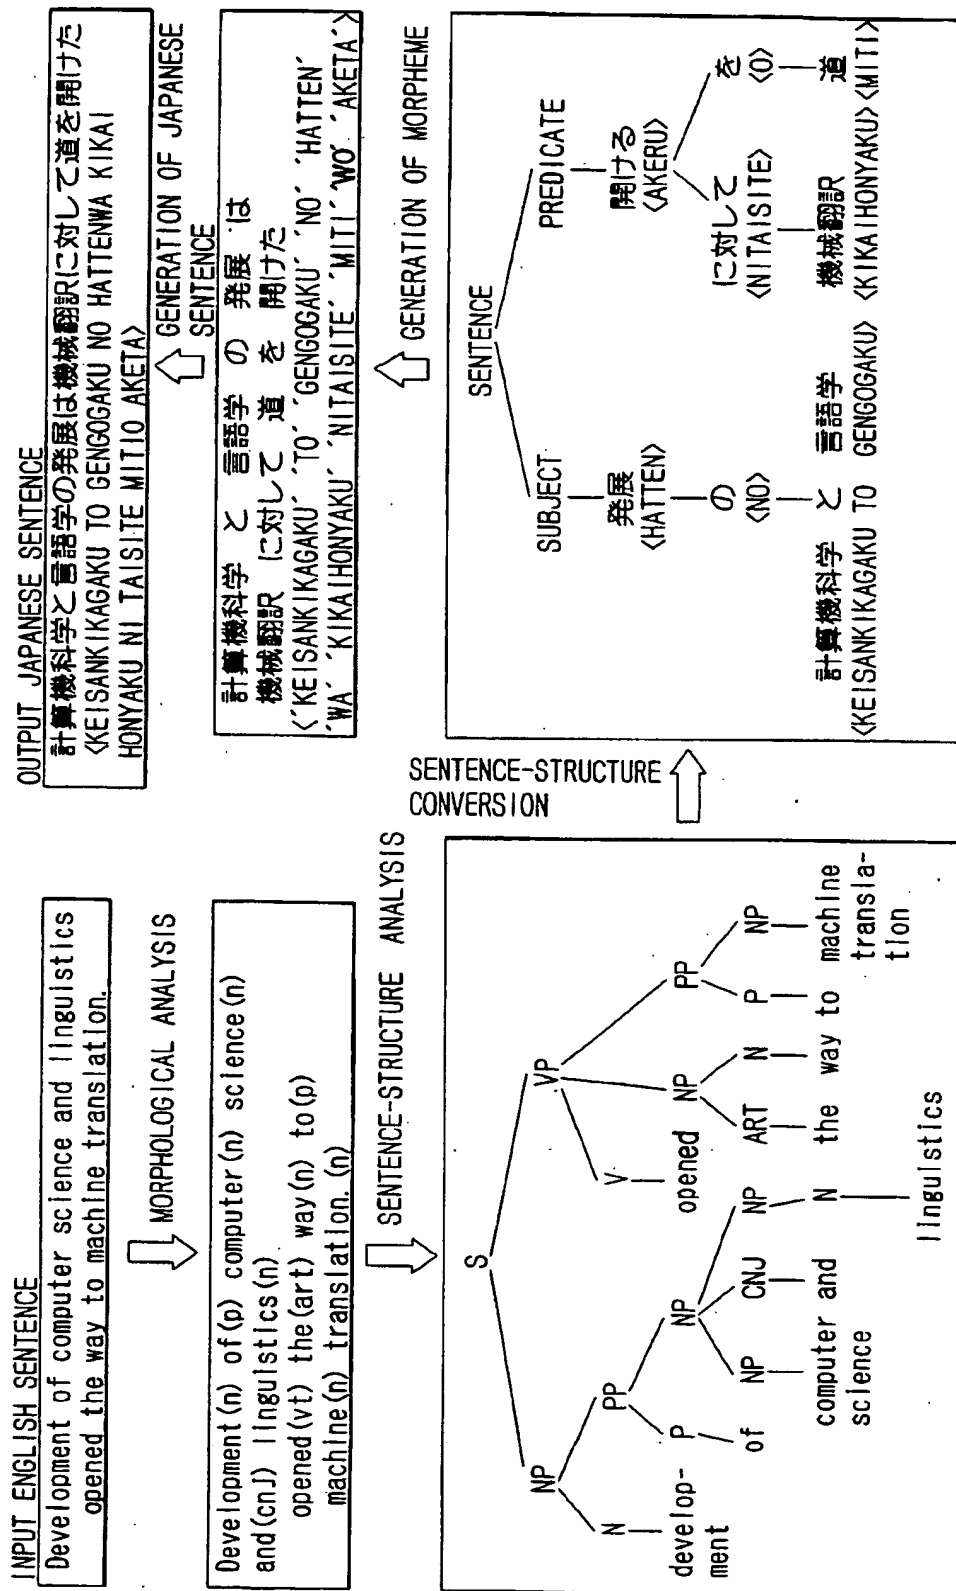 INPUT ENGLISH SENTENCE
Development of computer science and linguistics
opened the way to machine translation.
MORPHOLOGICAL ANALYSIS
Development(n) of(p) computer(n) science(n)
and(cnJ) linguistics(n)
opened(vt) the(art) way(n) to(p)
machine(n) translation.(n)
SENTENCE-STRUCTURE ANALYSIS
S
NP VP
N PP V NP PP
P NP ART N P NP
NP CNJ NP
N
develop-
ment
of
computer and
science
linguistics
opened
the way to machine
transla-
tion
SENTENCE-STRUCTURE
CONVERSION
SENTENCE
SUBJECT PREDICATE
発展
<HATTEN>
の
<NO>
計算機科学 と 言語学
<KEISANKIKAGAKU TO GENGOGAKU>
開ける
<AKERU>
に対して
<NITAISITE>
を
<O>
機械翻訳 道
<KIKAIHONYAKU><MITI>
GENERATION OF MORPHEME
計算機科学 と 言語学 の 発展 は
機械翻訳 に対して 道 を 開けた
<´KEISANKIKAGAKU´ ´TO´ ´GENGOGAKU´ ´NO´ ´HATTEN´
´WA´ ´KIKAIHONYAKU´ ´NITAISITE´ ´MITI´ ´WO´ ´AKETA´>
GENERATION OF JAPANESE
SENTENCE
OUTPUT JAPANESE SENTENCE
計算機科学と言語学の発展は機械翻訳に対して道を開けた
<KEISANKIKAGAKU TO GENGOGAKU NO HATTENWA KIKAI
HONYAKU NI TAISITE MITIO AKETA>